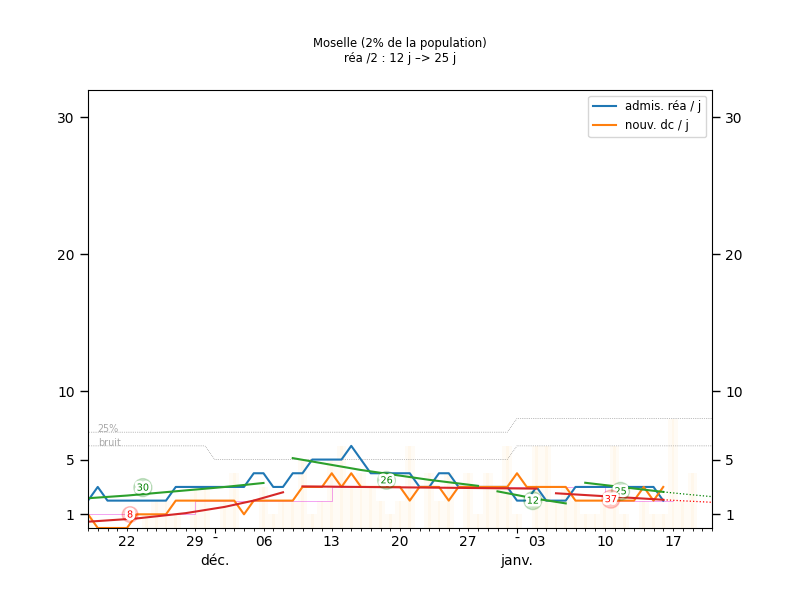 Moselle (2% de la population)
réa /2 : 12 j –> 25 j
admis. réa / j
nouv. dc / j
30 30
20 20
10 10
5 5
1 1
25%
bruit
30
8
26
12
25
37
22 29 - 06 13 20 27 - 03 10 17
déc. janv.